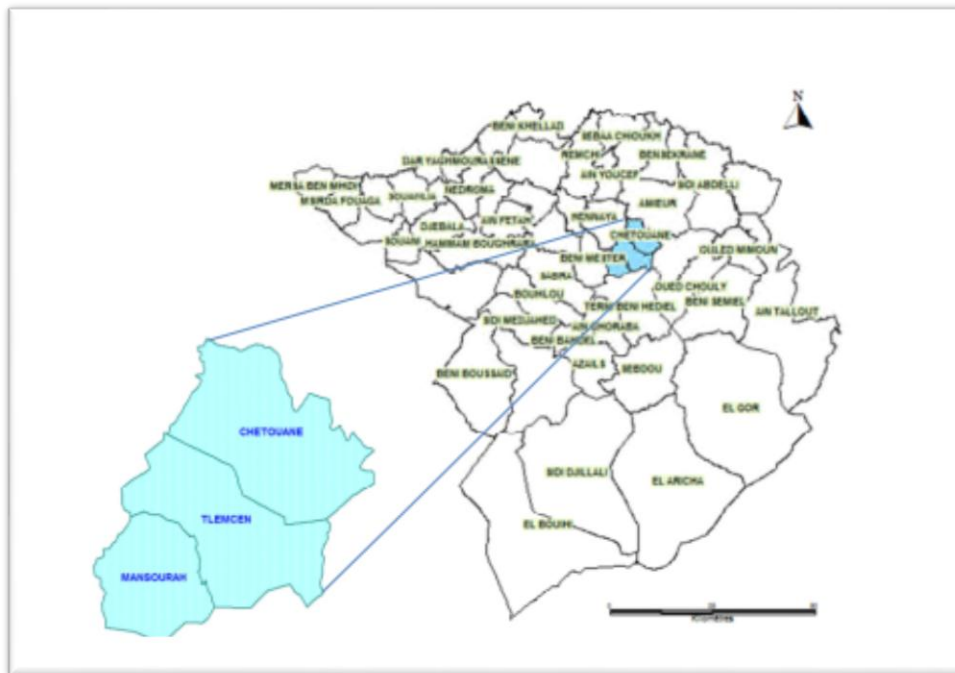 N
BENI KHELLAD
SEBAA CHIOUKH
REMCHI
BENSEKRANE
DAR YAGHMOURASSENE
AIN YOUCEF
SIDI ABDELLI
MERSA BEN MHIDI
M'SIRDA FOUAGA
SOUAHLIA
NEDROMA
AMIEUR
HENNAYA
AIN FETAH
DJEBALA
CHETOUANE
SOUANI
HAMMAM BOUGHRARA
OULED MIMOUN
BENI MESTER
SABRA
OUED CHOULY
BOUHLOU
BENI SEMIEL
TERNI BENI HEDIEL
AIN TALLOUT
SIDI MEDJAHED
AIN GHORABA
BENI BAHDEL
AZAILS
SEBDOU
BENI BOUSSAID
EL GOR
CHETOUANE
SIDI DJILLALI
EL ARICHA
TLEMCEN
EL BOUIHI
MANSOURAH
Kilomètres